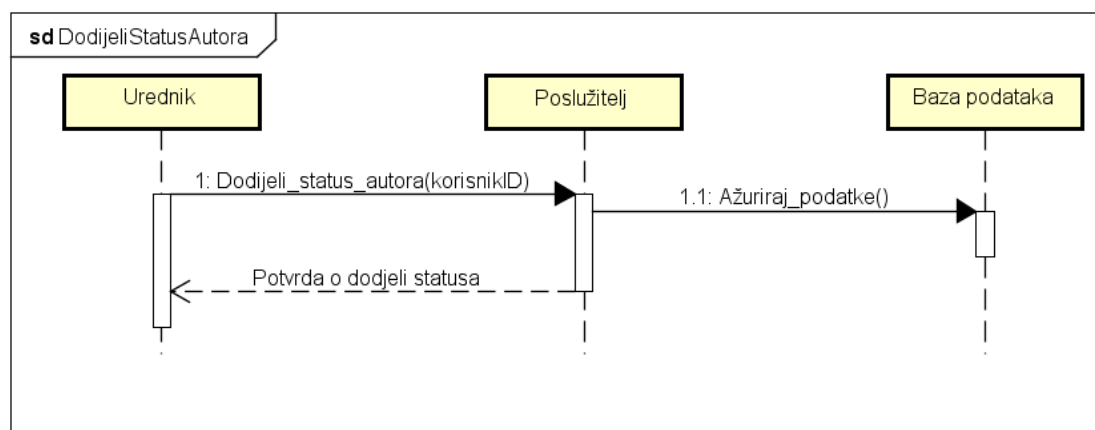 sd DodijeliStatusAutora
Urednik
Poslužitelj
Baza podataka
1: Dodijeli_status_autora(korisnikID)
1.1: Ažuriraj_podatke()
Potvrda o dodjeli statusa